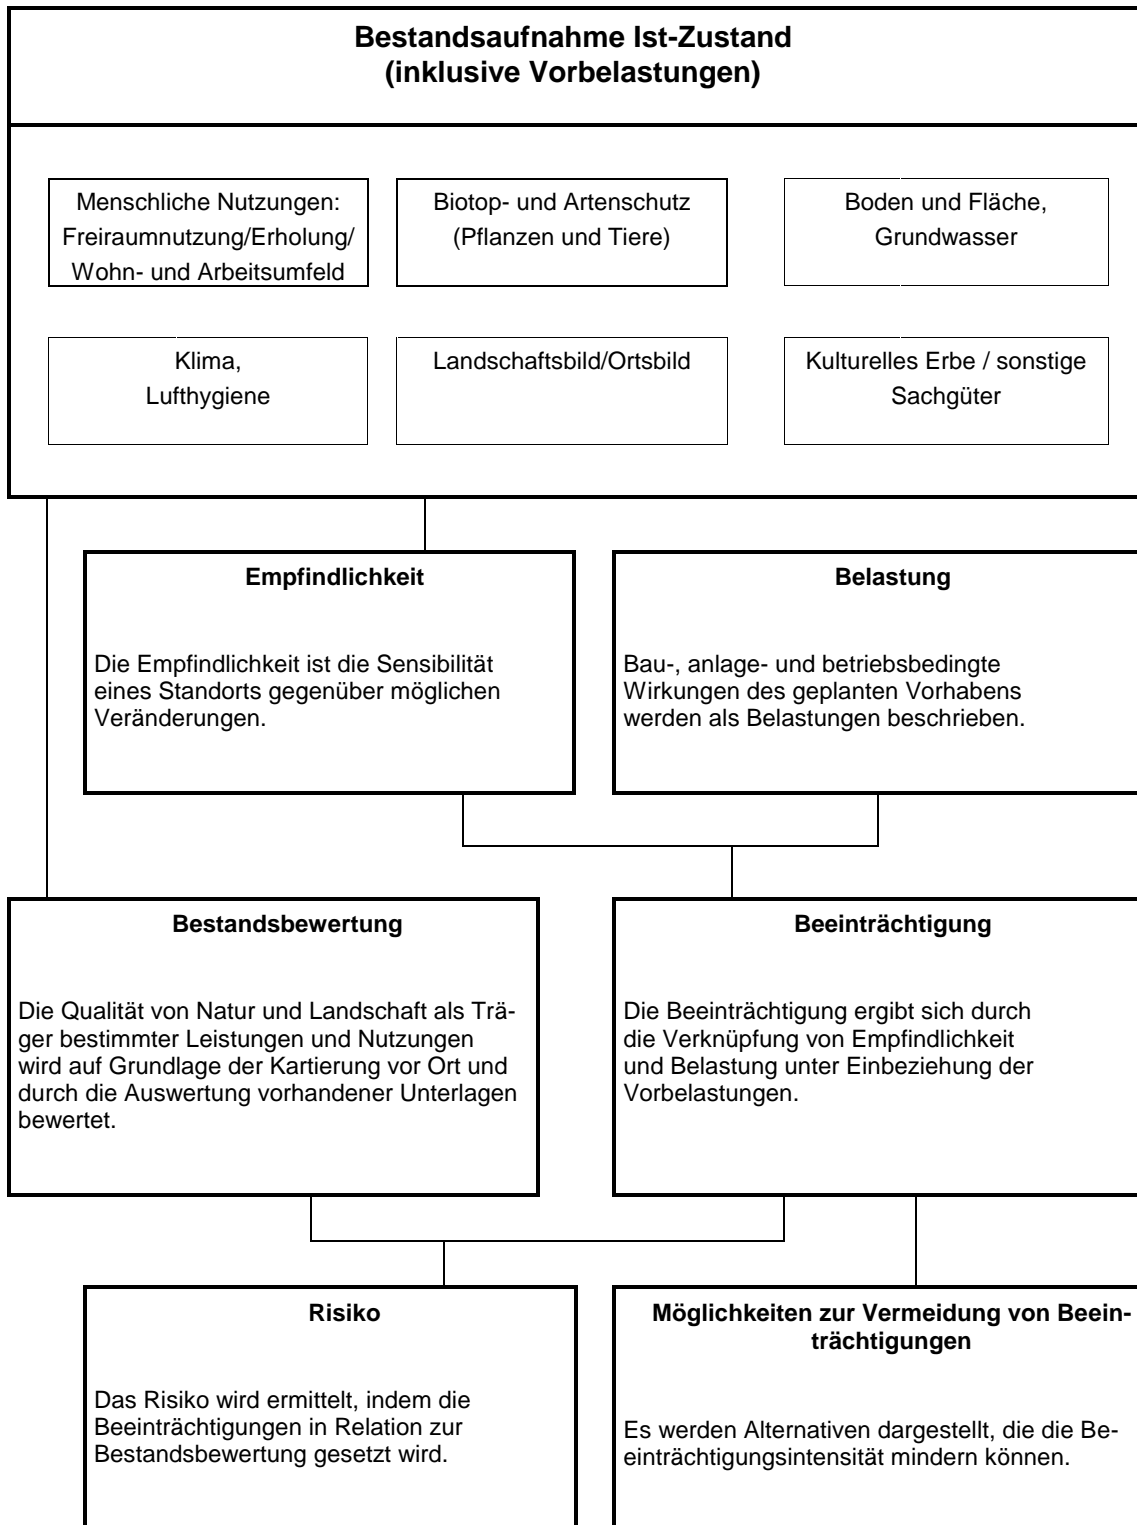 Bestandsaufnahme Ist-Zustand
(inklusive Vorbelastungen)
Menschliche Nutzungen:
Freiraumnutzung/Erholung/
Wohn- und Arbeitsumfeld
Biotop- und Artenschutz
(Pflanzen und Tiere)
Boden und Fläche,
Grundwasser
Klima,
Lufthygiene
Landschaftsbild/Ortsbild
Kulturelles Erbe / sonstige
Sachgüter
Empfindlichkeit
Die Empfindlichkeit ist die Sensibilität
eines Standorts gegenüber möglichen
Veränderungen.
Belastung
Bau-, anlage- und betriebsbedingte
Wirkungen des geplanten Vorhabens
werden als Belastungen beschrieben.
Bestandsbewertung
Die Qualität von Natur und Landschaft als Trä-
ger bestimmter Leistungen und Nutzungen
wird auf Grundlage der Kartierung vor Ort und
durch die Auswertung vorhandener Unterlagen
bewertet.
Beeinträchtigung
Die Beeinträchtigung ergibt sich durch
die Verknüpfung von Empfindlichkeit
und Belastung unter Einbeziehung der
Vorbelastungen.
Risiko
Das Risiko wird ermittelt, indem die
Beeinträchtigungen in Relation zur
Bestandsbewertung gesetzt wird.
Möglichkeiten zur Vermeidung von Beein-
trächtigungen
Es werden Alternativen dargestellt, die die Be-
einträchtigungsintensität mindern können.